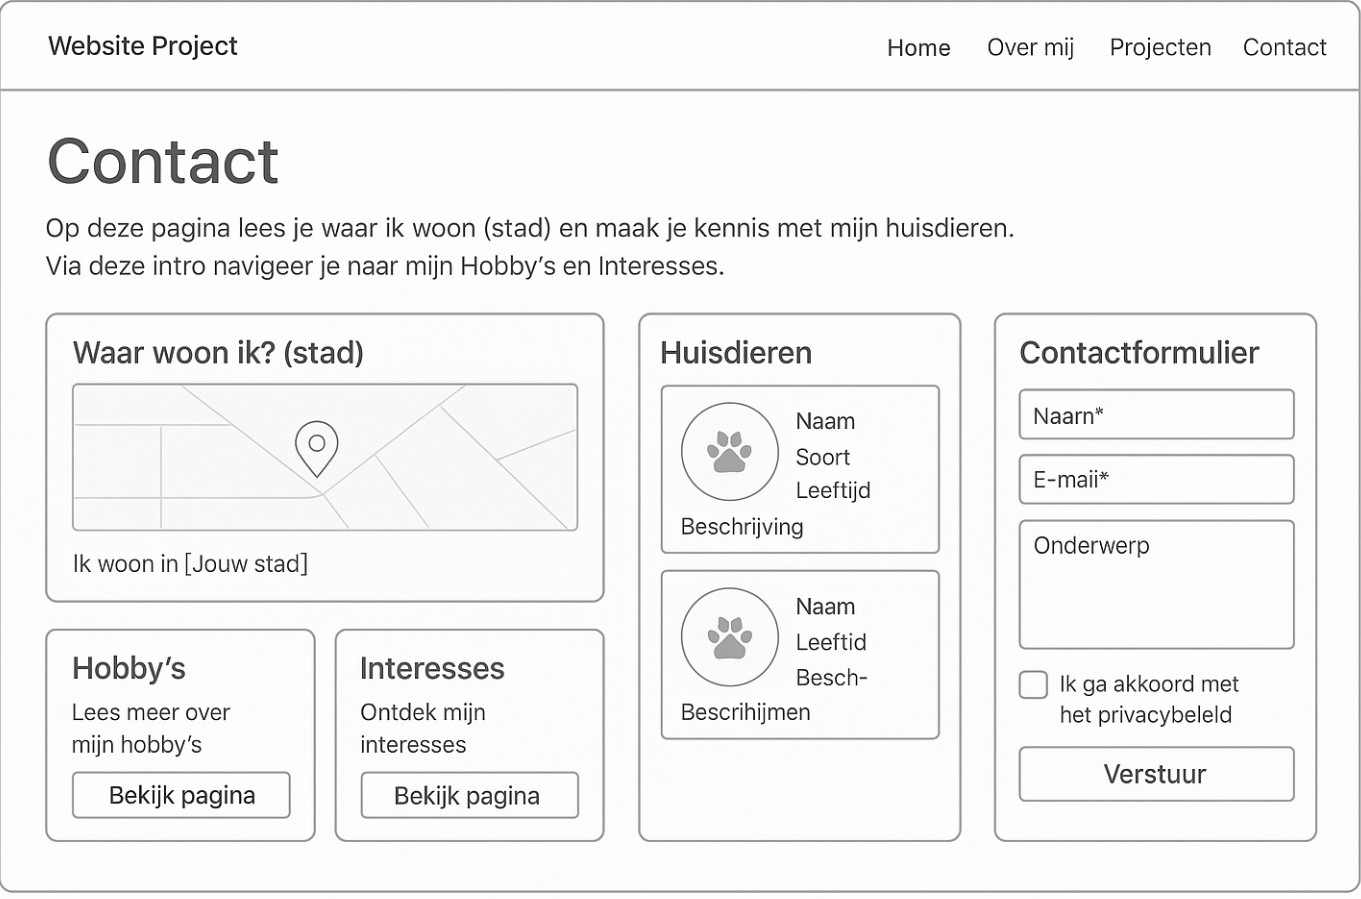 Website Project
Home Over mij Projecten Contact
Contact
Op deze pagina lees je waar ik woon (stad) en maak je kennis met mijn huisdieren.
Via deze intro navigeer je naar mijn Hobby’s en Interesses.
Waar woon ik? (stad)
Ik woon in [Jouw stad]
Hobby’s
Lees meer over
mijn hobby’s
Bekijk pagina
Interesses
Ontdek mijn
interesses
Bekijk pagina
Huisdieren
Naam
Soort
Leeftijd
Beschrijving
Naam
Leeftid
Besch-
Bescrihijmen
Contactformulier
Naarn*
E-maii*
Onderwerp
Ik ga akkoord met
het privacybeleld
Verstuur